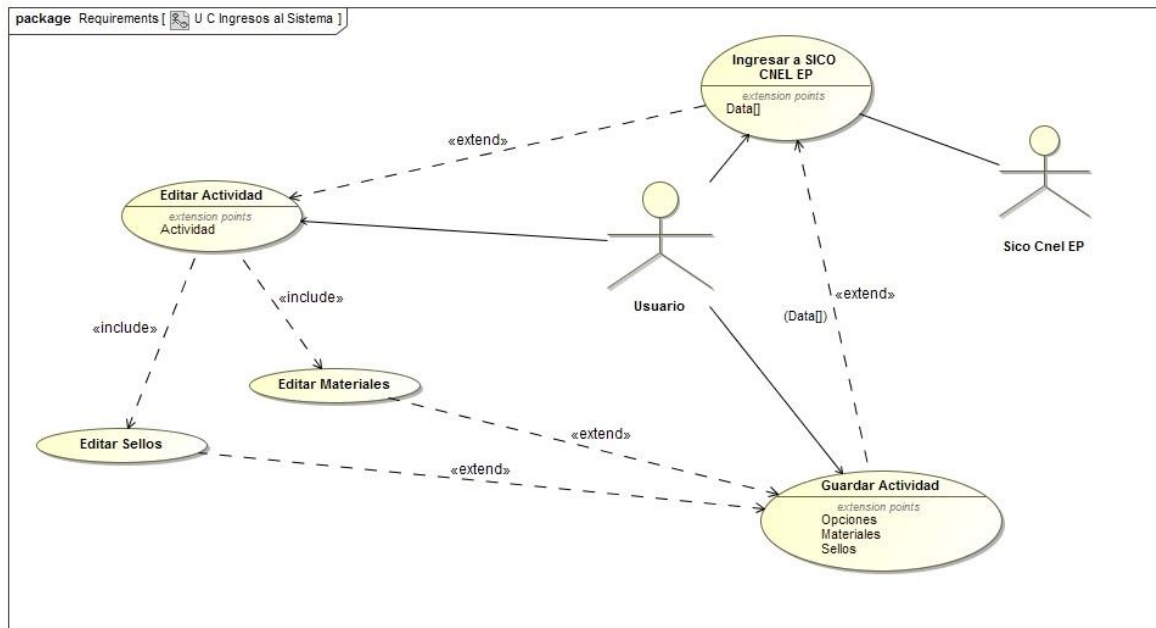 package Requirements [ U C Ingresos al Sistema ]
Ingresar a SICO
CNEL EP
extension points
Data[]
«extend»
Editar Actividad
extension points
Actividad
Sico Cnel EP
Usuario
«include»
«include»
«extend»
(Data[])
Editar Materiales
Editar Sellos
«extend»
«extend»
Guardar Actividad
extension points
Opciones
Materiales
Sellos